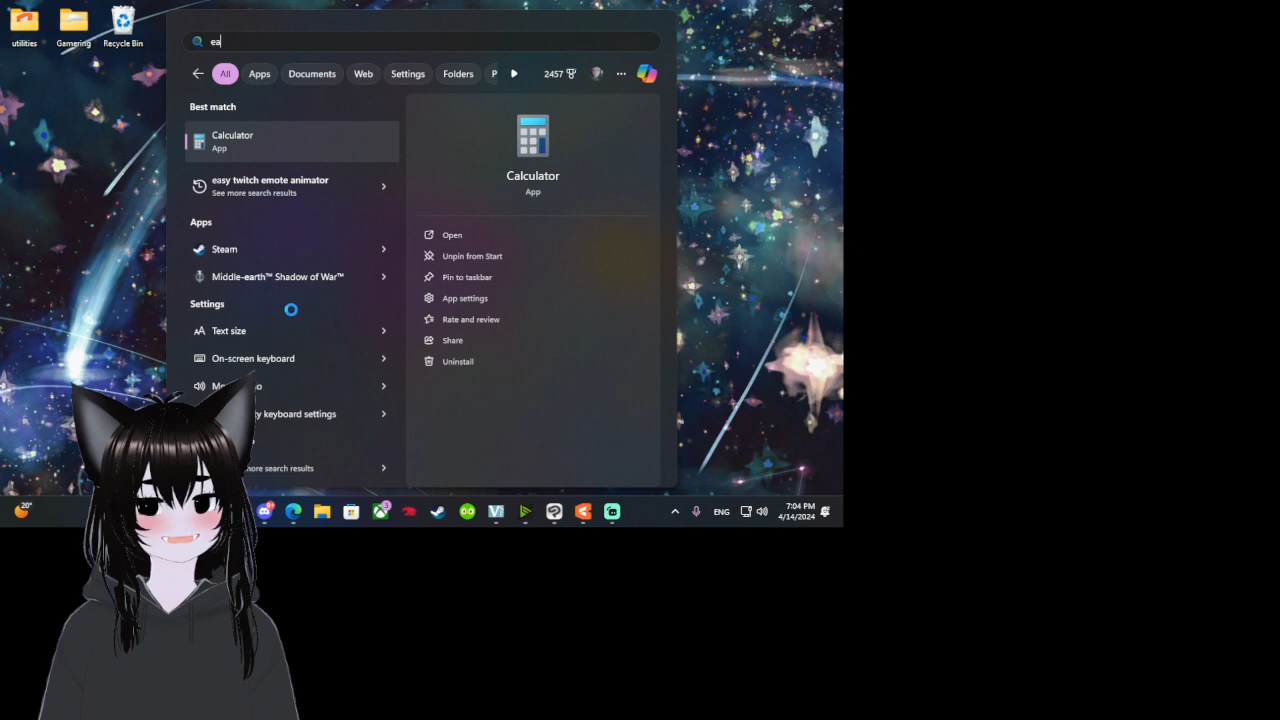 utilities
Gamering
Recycle Bin
ea
All
Apps
Documents
Web
Settings
Folders
P
2457
Best match
Calculator
App
easy twitch emote animator
See more search results
Apps
Steam
Middle-earth™ Shadow of War™
Settings
Text size
On-screen keyboard
y keyboard settings
more search results
Calculator
App
Open
Unpin from Start
Pin to taskbar
App settings
Rate and review
Share
Uninstall
20°
ENG
7:04 PM
4/14/2024